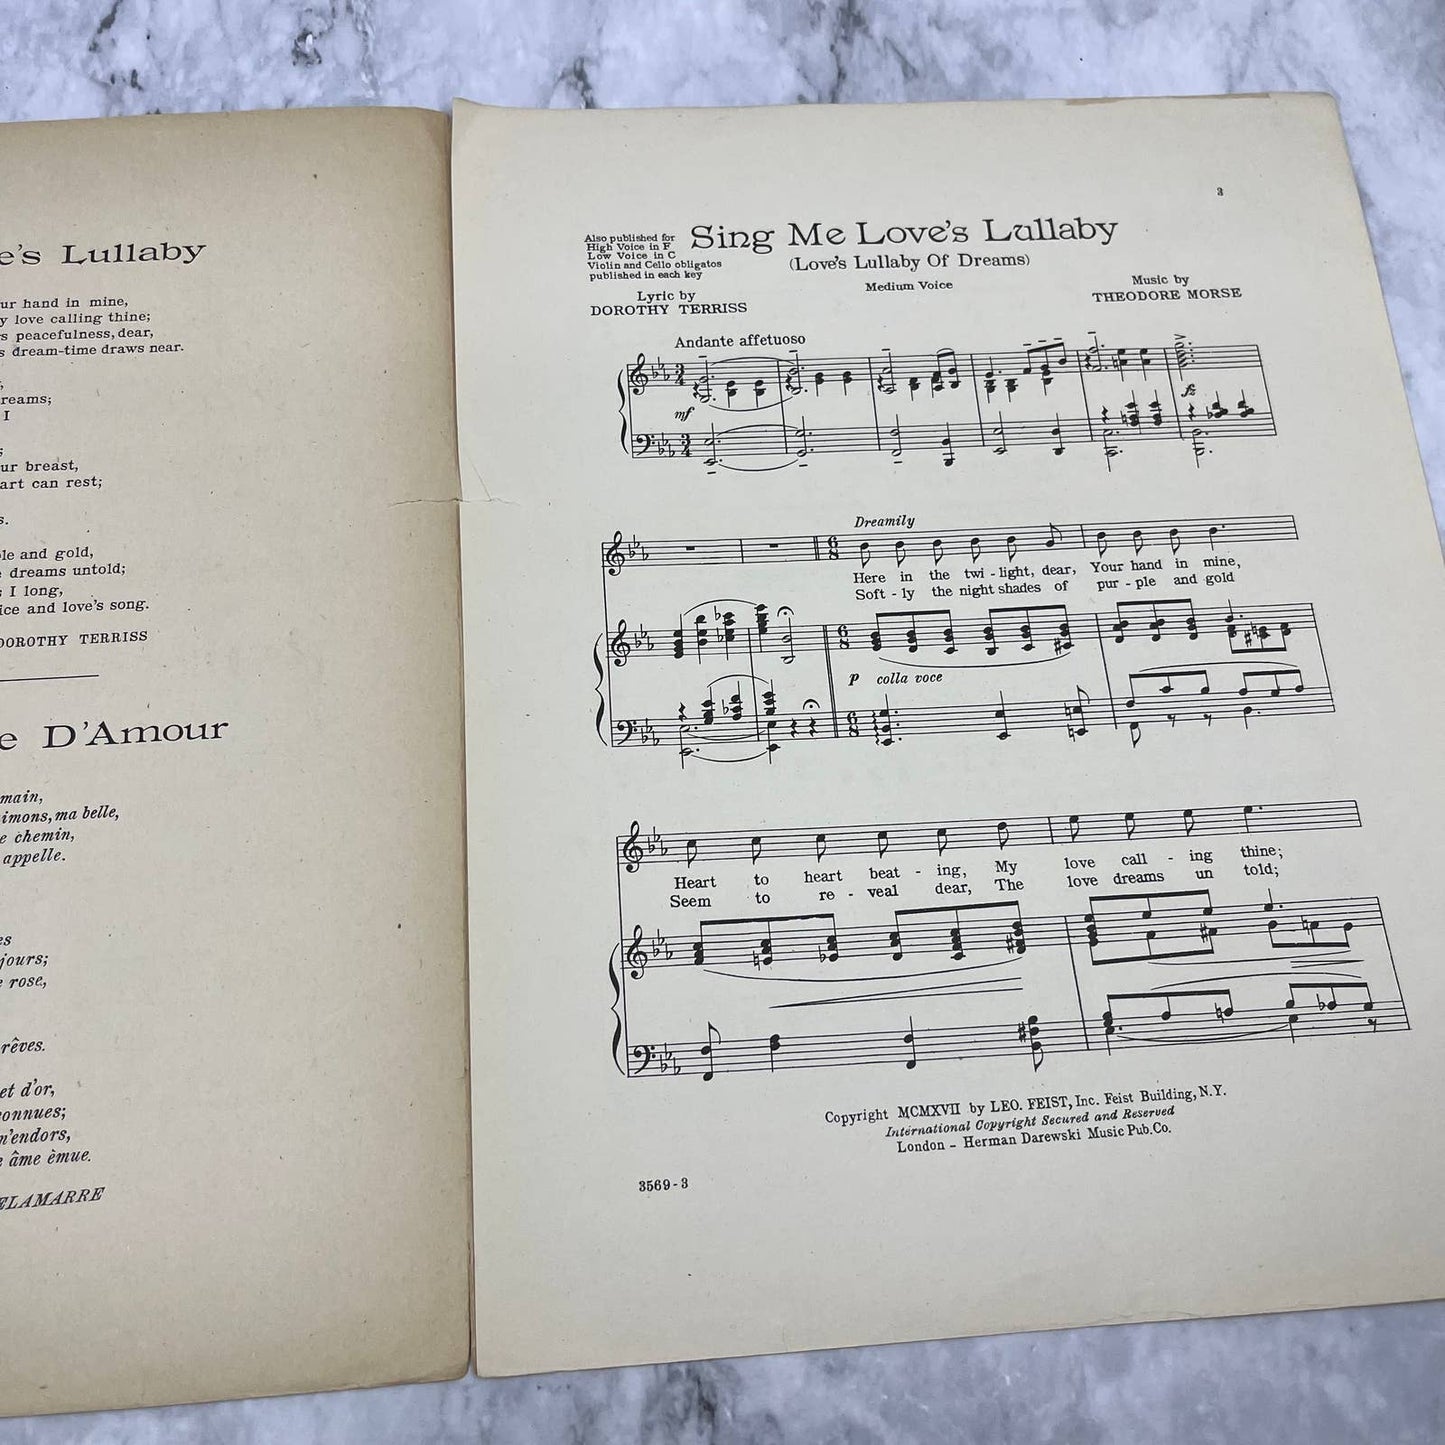 e's Lullaby
ur hand in mine,
y love calling thine;
s peacefulness, dear,
s dream-time draws near.
reams;
I
ur breast,
art can rest;
s.
ple and gold,
e dreams untold;
s I long,
ice and love's song.
DOROTHY TERRISS
e D'Amour
main,
imons, ma belle,
e chemin,
appelle.
es
jours;
e rose,
rêves.
et d'or,
connues;
m'endors,
e âme èmue.
ELAMARRE
3
Also published for
High Voice in F
Low Voice in C
Violin and Cello obligatos
published in each key
Sing Me Love's Lullaby
(Love's Lullaby Of Dreams)
Medium Voice
Lyric by
DOROTHY TERRISS
Music by
THEODORE MORSE
Andante affetuoso
mf
fz
Dreamily
Here in the twi - light, dear, Your hand in mine,
Soft - ly the night shades of pur - ple and gold
p colla voce
Heart to heart beat - ing, My love call - ing thine;
Seem to re - veal dear, The love dreams un told;
Copyright MCMXVII by LEO. FEIST, Inc. Feist Building, N.Y.
International Copyright Secured and Reserved
London - Herman Darewski Music Pub. Co.
3569 - 3